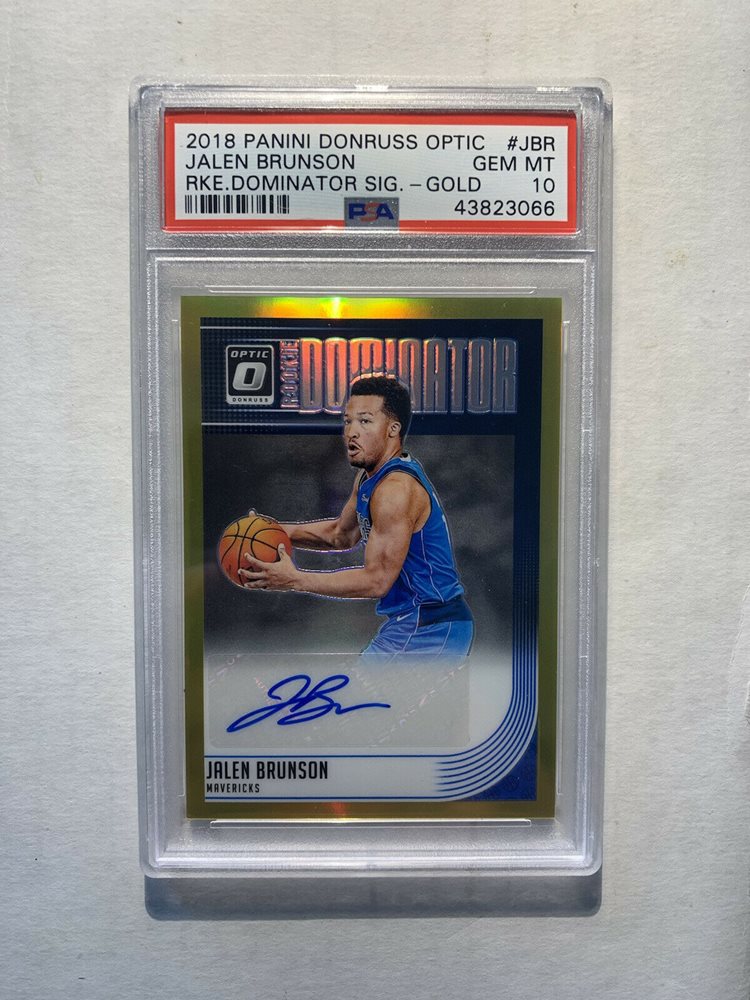 2018 PANINI DONRUSS OPTIC #JBR
JALEN BRUNSON GEM MT
RKE.DOMINATOR SIG. – GOLD 10
PSA 43823066
OPTIC
DONRUSS
ROOKIE
DOMINATOR
JBr
JALEN BRUNSON
MAVERICKS